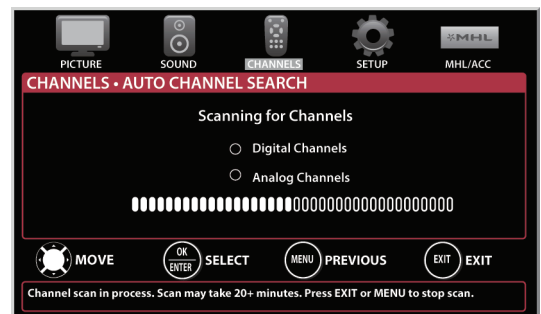 MHL
PICTURE SOUND CHANNELS SETUP MHL/ACC
CHANNELS • AUTO CHANNEL SEARCH
Scanning for Channels
Digital Channels
Analog Channels
MOVE OK ENTER SELECT MENU PREVIOUS EXIT EXIT
Channel scan in process. Scan may take 20+ minutes. Press EXIT or MENU to stop scan.